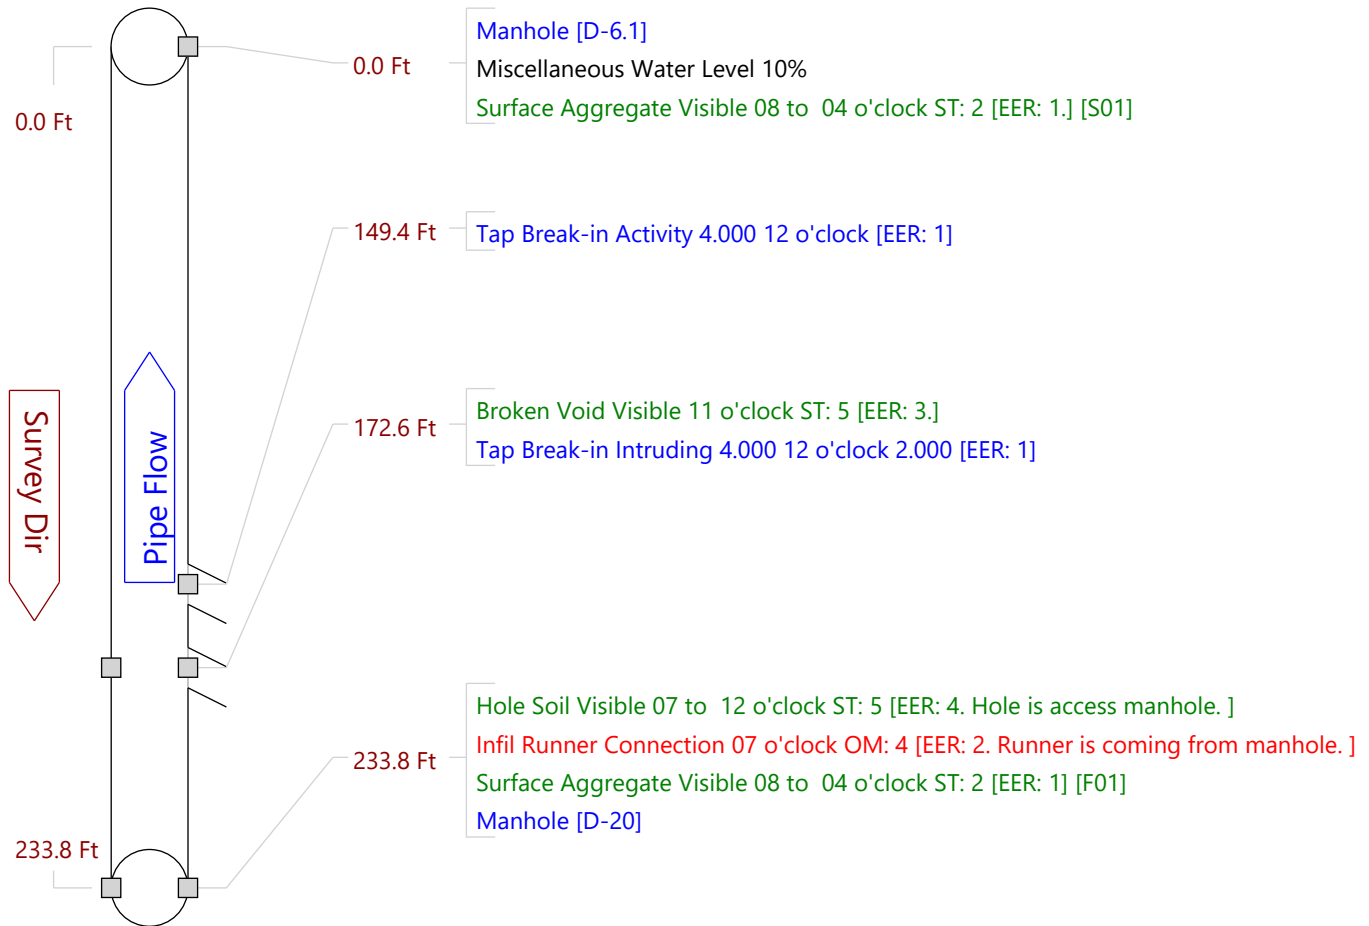 Manhole [D-6.1]
0.0 Ft
Miscellaneous Water Level 10%
Surface Aggregate Visible 08 to  04 o'clock ST: 2 [EER: 1.] [S01]
0.0 Ft
149.4 Ft
Tap Break-in Activity 4.000 12 o'clock [EER: 1]
Survey Dir
Pipe Flow
172.6 Ft
Broken Void Visible 11 o'clock ST: 5 [EER: 3.]
Tap Break-in Intruding 4.000 12 o'clock 2.000 [EER: 1]
233.8 Ft
Hole Soil Visible 07 to  12 o'clock ST: 5 [EER: 4. Hole is access manhole. ]
Infil Runner Connection 07 o'clock OM: 4 [EER: 2. Runner is coming from manhole. ]
Surface Aggregate Visible 08 to  04 o'clock ST: 2 [EER: 1] [F01]
Manhole [D-20]
233.8 Ft